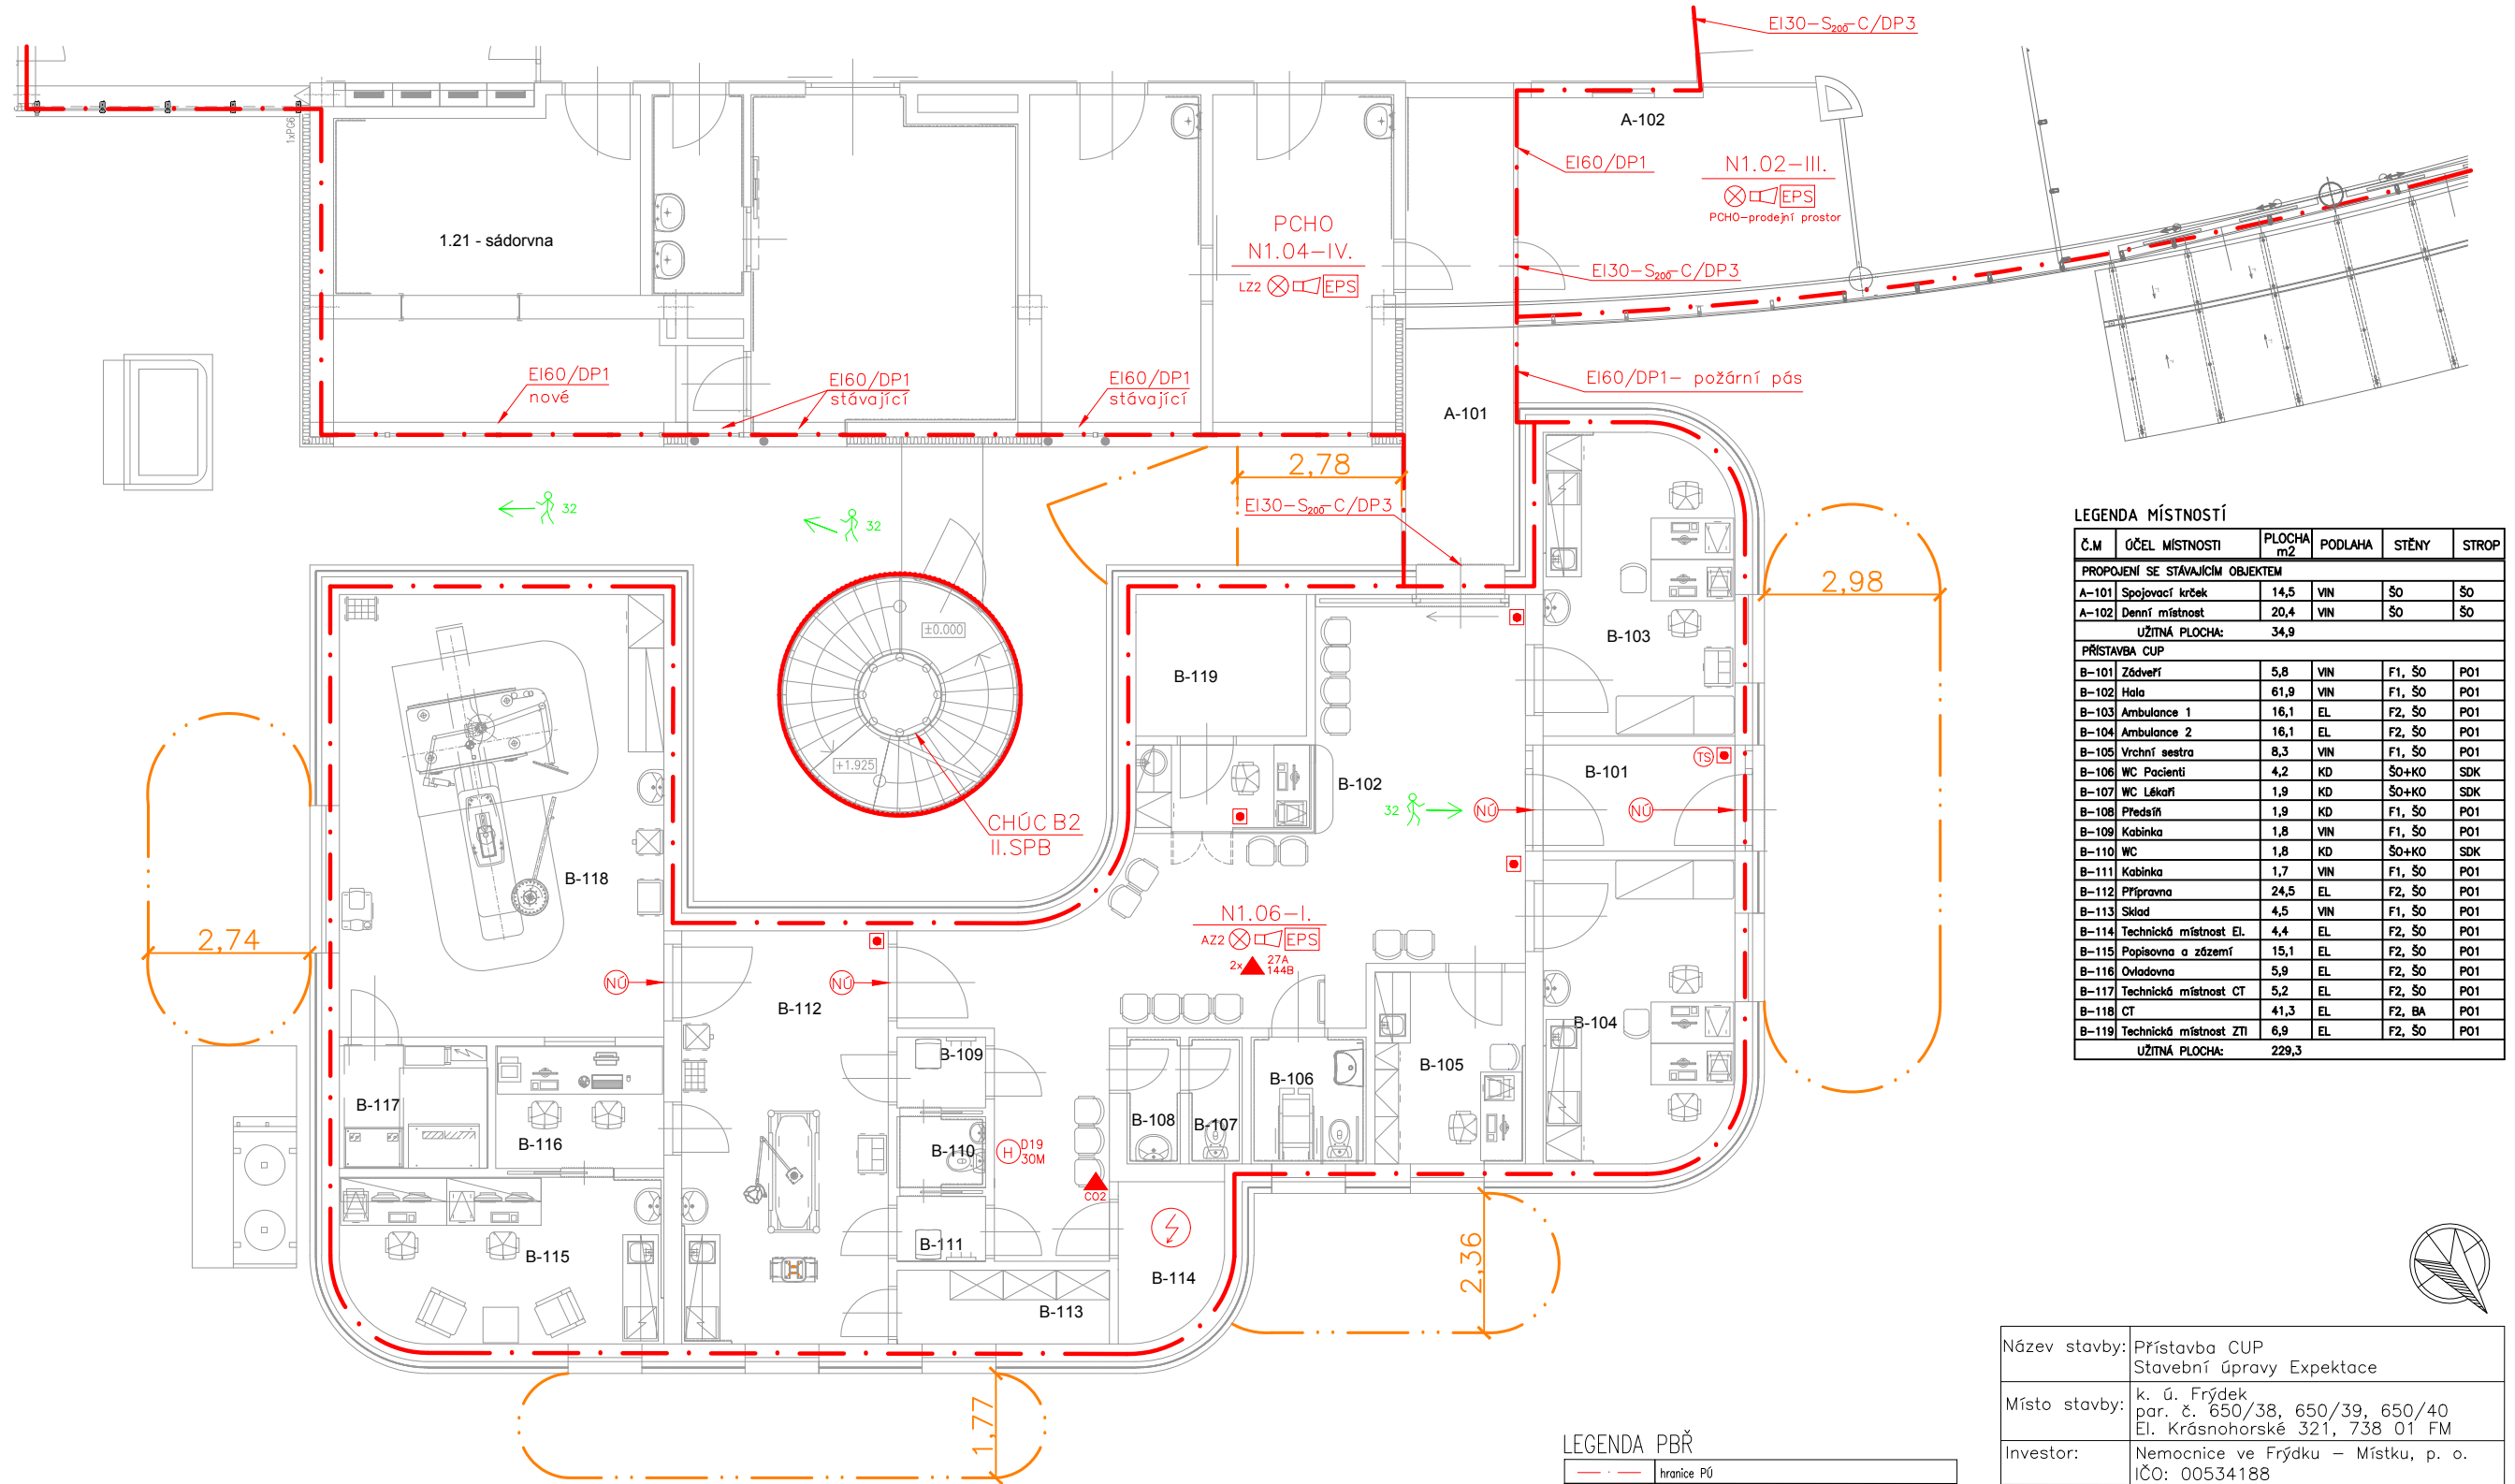 EI30-S200-C/DP3
1xPG6
A-102
EI60/DP1
N1.02-III.
EPS
PCHO-prodejní prostor
1.21 - sádorvna
PCHO
N1.04-IV.
LZ2 EPS
EI30-S200-C/DP3
EI60/DP1
nové
EI60/DP1
stávající
EI60/DP1
stávající
EI60/DP1- požární pás
A-101
2,78
EI30-S200-C/DP3
32
32
2,98
B-103
±0.000
B-119
+1.925
B-102
B-101
TS
32
NÚ
NÚ
CHÚC B2
II.SPB
B-118
N1.06-I.
AZ2 EPS
2x 27A
144B
2,74
NÚ
NÚ
B-112
B-104
B-109
B-105
B-106
B-117
B-116
B-108
B-107
B-110
H D19
30M
CO2
B-115
B-111
B-114
B-113
2,36
1,77
LEGENDA MÍSTNOSTÍ
Č.M ÚČEL MÍSTNOSTI PLOCHA m2 PODLAHA STĚNY STROP
PROPOJENÍ SE STÁVAJÍCÍM OBJEKTEM
A-101 Spojovací krček 14,5 VIN ŠO ŠO
A-102 Denní místnost 20,4 VIN ŠO ŠO
UŽITNÁ PLOCHA: 34,9
PŘÍSTAVBA CUP
B-101 Zádveří 5,8 VIN F1, ŠO PO1
B-102 Hala 61,9 VIN F1, ŠO PO1
B-103 Ambulance 1 16,1 EL F2, ŠO PO1
B-104 Ambulance 2 16,1 EL F2, ŠO PO1
B-105 Vrchní sestra 8,3 VIN F1, ŠO PO1
B-106 WC Pacienti 4,2 KD ŠO+KO SDK
B-107 WC Lékaři 1,9 KD ŠO+KO SDK
B-108 Předsíň 1,9 KD F1, ŠO PO1
B-109 Kabinka 1,8 VIN F1, ŠO PO1
B-110 WC 1,8 KD ŠO+KO SDK
B-111 Kabinka 1,7 VIN F1, ŠO PO1
B-112 Přípravna 24,5 EL F2, ŠO PO1
B-113 Sklad 4,5 VIN F1, ŠO PO1
B-114 Technická místnost El. 4,4 EL F2, ŠO PO1
B-115 Popisovna a zázemí 15,1 EL F2, ŠO PO1
B-116 Ovladovna 5,9 EL F2, ŠO PO1
B-117 Technická místnost CT 5,2 EL F2, ŠO PO1
B-118 CT 41,3 EL F2, BA PO1
B-119 Technická místnost ZTI 6,9 EL F2, ŠO PO1
UŽITNÁ PLOCHA: 229,3
Název stavby: Přístavba CUP
Stavební úpravy Expektace
Místo stavby: k. ú. Frýdek
par. č. 650/38, 650/39, 650/40
El. Krásnohorské 321, 738 01 FM
Investor: Nemocnice ve Frýdku - Místku, p. o.
IČO: 00534188
LEGENDA PBŘ
hranice PÚ